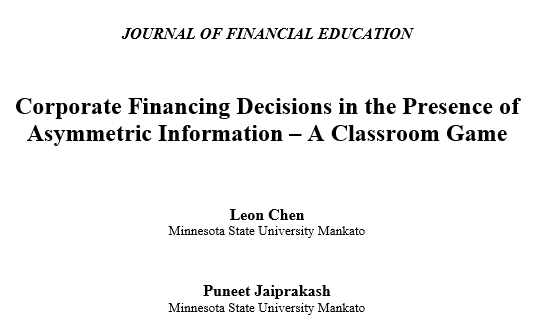 JOURNAL OF FINANCIAL EDUCATION
Corporate Financing Decisions in the Presence of
Asymmetric Information – A Classroom Game
Leon Chen
Minnesota State University Mankato
Puneet Jaiprakash
Minnesota State University Mankato